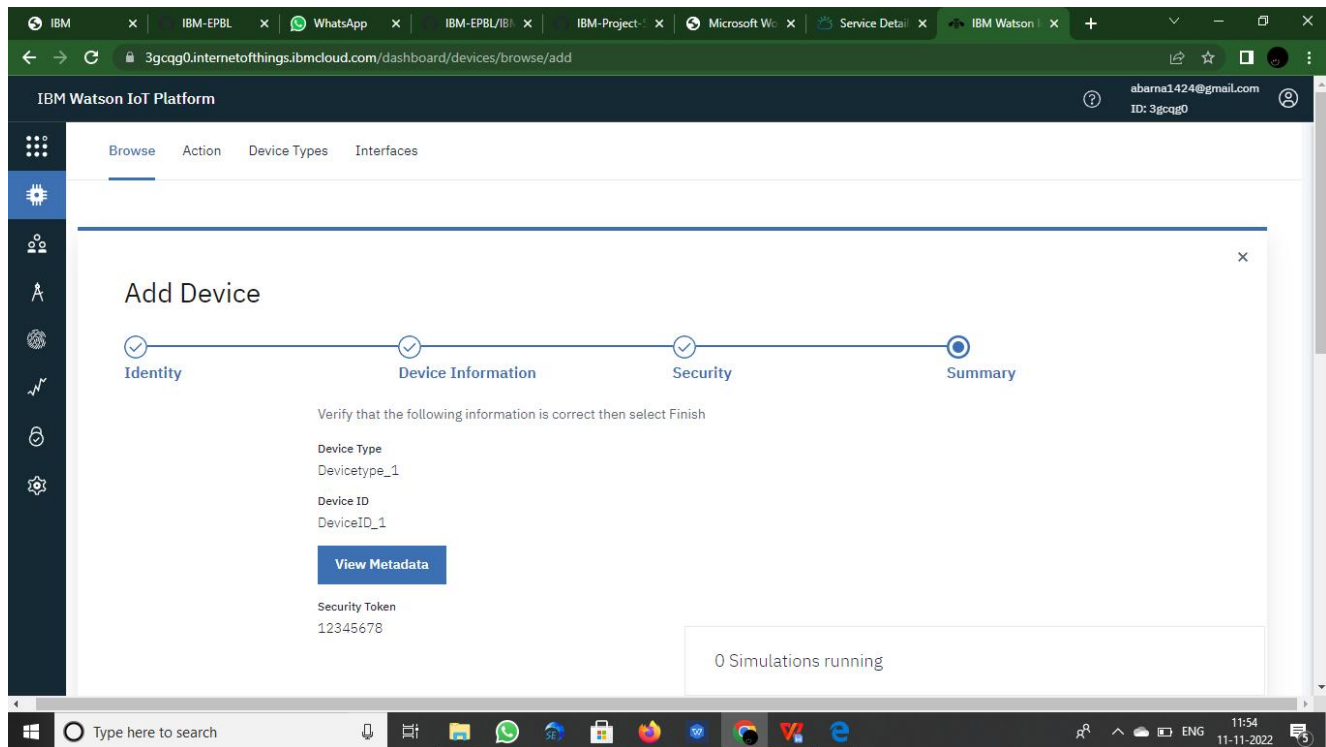 IBM
IBM-EPBL
WhatsApp
IBM-EPBL/IBM
IBM-Project-5
Microsoft Wo
Service Detail
IBM Watson I
3gcqg0.internetofthings.ibmcloud.com/dashboard/devices/browse/add
IBM Watson IoT Platform
abarna1424@gmail.com
ID: 3gcqg0
Browse Action Device Types Interfaces
Add Device
Identity Device Information Security Summary
Verify that the following information is correct then select Finish
Device Type
Devicetype_1
Device ID
DeviceID_1
View Metadata
Security Token
12345678
0 Simulations running
Type here to search
SE
W
ENG
11:54
11-11-2022
5